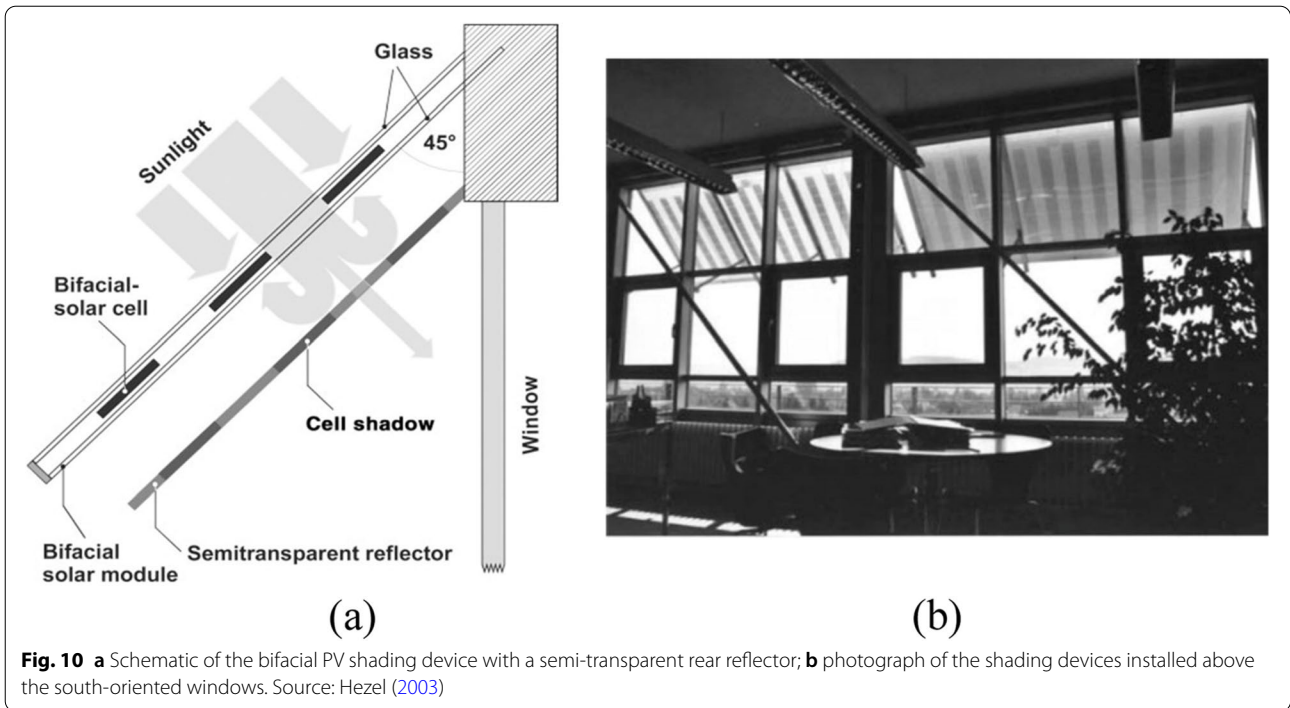 Glass
Sunlight
45°
Bifacial-
solar cell
Cell shadow
Window
Bifacial
solar module
Semitransparent reflector
(a)
(b)
Fig. 10 a Schematic of the bifacial PV shading device with a semi-transparent rear reflector; b photograph of the shading devices installed above
the south-oriented windows. Source: Hezel (2003)